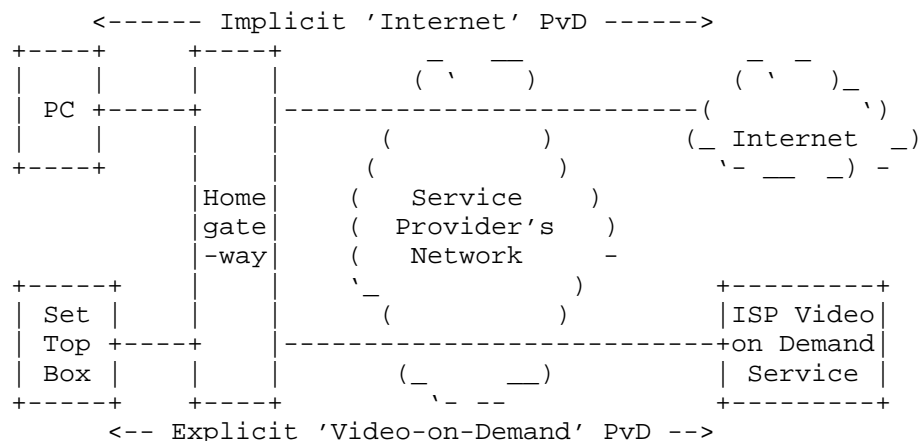 <------ Implicit 'Internet' PvD ------>
PC
Internet
Home Service
gate Provider's
-way Network
Set ISP Video
Top on Demand
Box Service
<-- Explicit 'Video-on-Demand' PvD -->